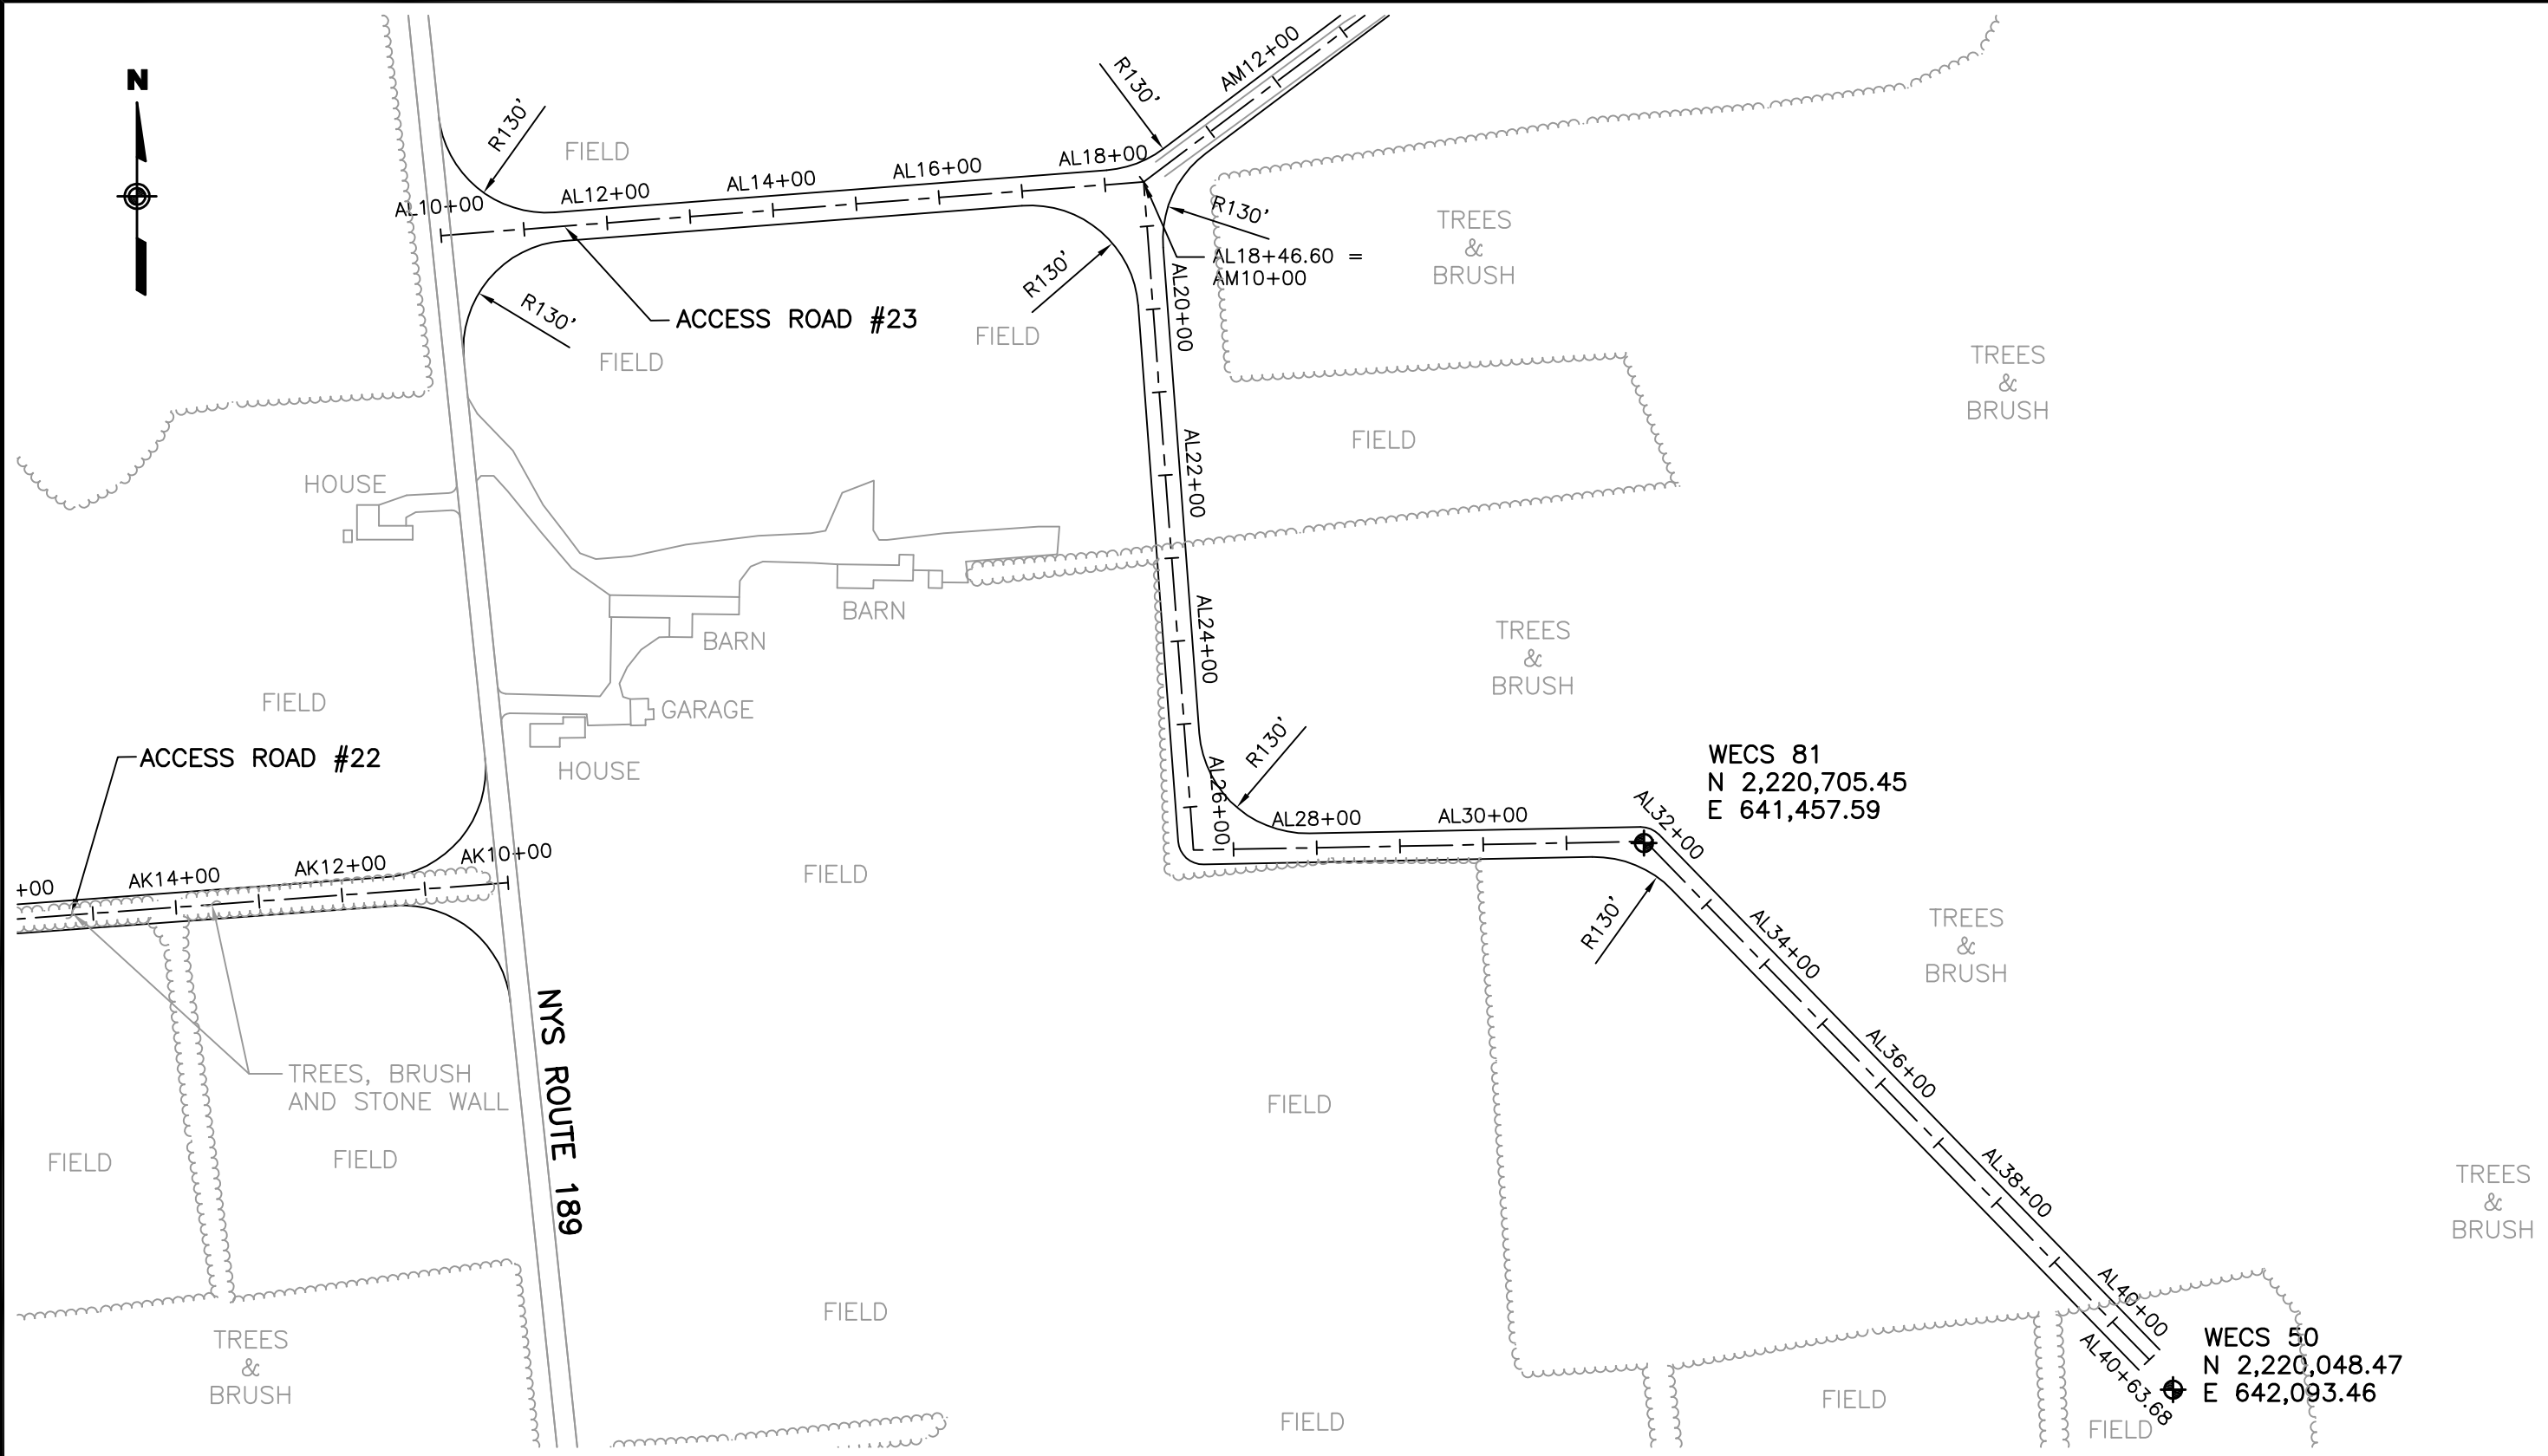 N
R130'
FIELD
AL10+00
AL12+00
AL14+00
AL16+00
AL18+00
R130'
AM12+00
R130'
AL18+46.60 =
AM10+00
R130'
R130'
ACCESS ROAD #23
FIELD
FIELD
AL20+00
TREES
&
BRUSH
TREES
&
BRUSH
FIELD
AL22+00
HOUSE
BARN
BARN
AL24+00
TREES
&
BRUSH
FIELD
GARAGE
HOUSE
ACCESS ROAD #22
AL26+00
R130'
AL28+00
AL30+00
AL32+00
WECS 81
N 2,220,705.45
E 641,457.59
+00
AK14+00
AK12+00
AK10+00
FIELD
R130'
AL34+00
TREES
&
BRUSH
NYS ROUTE 189
TREES, BRUSH
AND STONE WALL
FIELD
AL36+00
FIELD
FIELD
AL38+00
TREES
&
BRUSH
FIELD
AL40+00
AL40+63.68
WECS 50
N 2,220,048.47
E 642,093.46
TREES
&
BRUSH
FIELD
FIELD
FIELD